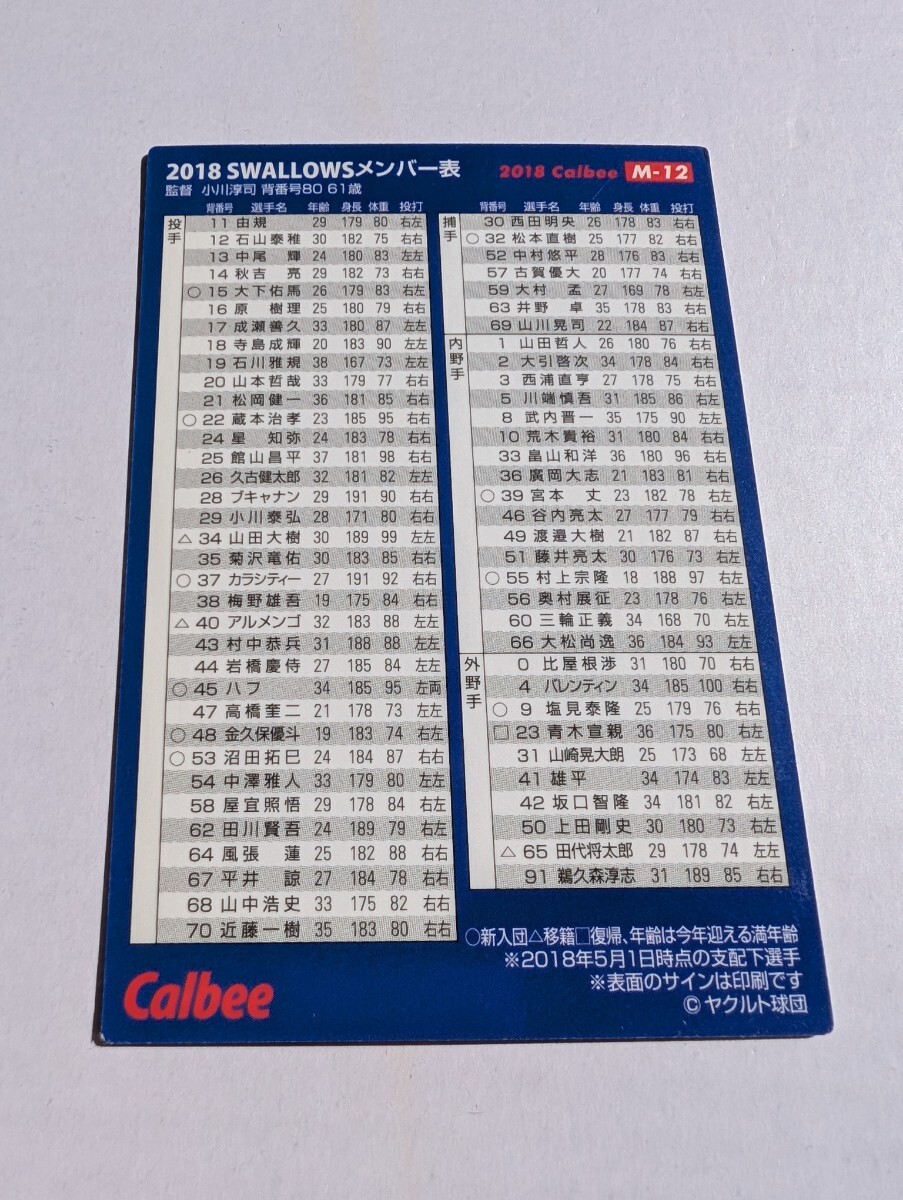 2018 SWALLOWSメンバー表
2018 Calbee M-12
監督 小川淳司 背番号80 61歳
背番号 選手名 年齢 身長 体重 投打
投手
11 由規 29 179 80 右左
12 石山泰稚 30 182 75 右右
13 中尾 輝 24 180 83 左左
14 秋吉 亮 29 182 73 右右
○ 15 大下佑馬 26 179 83 右左
16 原 樹理 25 180 79 右右
17 成瀬善久 33 180 87 左左
18 寺島成輝 20 183 90 左左
19 石川雅規 38 167 73 左左
20 山本哲哉 33 179 77 右右
21 松岡健一 36 181 85 右右
○ 22 蔵本治孝 23 185 95 右右
24 星 知弥 24 183 78 右右
25 館山昌平 37 181 98 右右
26 久古健太郎 32 181 82 左左
28 ブキャナン 29 191 90 右右
29 小川泰弘 28 171 80 右右
△ 34 山田大樹 30 189 99 左左
35 菊沢竜佑 30 183 85 右右
○ 37 カラシティー 27 191 92 右右
38 梅野雄吾 19 175 84 右右
△ 40 アルメンゴ 32 183 88 左左
43 村中恭兵 31 188 88 左左
44 岩橋慶侍 27 185 84 左左
○ 45 ハフ 34 185 95 左両
47 高橋奎二 21 178 73 左左
○ 48 金久保優斗 19 183 74 右左
○ 53 沼田拓巳 24 184 87 右右
54 中澤雅人 33 179 80 左左
58 屋宜照悟 29 178 84 右右
62 田川賢吾 24 189 79 右左
64 風張 蓮 25 182 88 右右
67 平井 諒 27 184 78 右右
68 山中浩史 33 175 82 右右
70 近藤一樹 35 183 80 右右
背番号 選手名 年齢 身長 体重 投打
捕手
30 西田明央 26 178 83 右右
○ 32 松本直樹 25 177 82 右右
52 中村悠平 28 176 83 右右
57 古賀優大 20 177 74 右右
59 大村 孟 27 169 78 右左
63 井野 卓 35 178 83 右右
69 山川晃司 22 184 87 右右
内野手
1 山田哲人 26 180 76 右右
2 大引啓次 34 178 84 右右
3 西浦直亨 27 178 75 右右
5 川端慎吾 31 185 86 右左
8 武内晋一 35 175 90 左左
10 荒木貴裕 31 180 84 右右
33 畠山和洋 36 180 96 右右
36 廣岡大志 21 183 81 右右
○ 39 宮本 丈 23 182 78 右左
46 谷内亮太 27 177 79 右右
49 渡邉大樹 21 182 87 右右
51 藤井亮太 30 176 73 右左
○ 55 村上宗隆 18 188 97 右左
56 奥村展征 23 178 76 右左
60 三輪正義 34 168 70 右左
66 大松尚逸 36 184 93 左左
外野手
0 比屋根渉 31 180 70 右右
4 バレンティン 34 185 100 右右
○ 9 塩見泰隆 25 179 76 右右
□ 23 青木宣親 36 175 80 右左
31 山崎晃大朗 25 173 68 左左
41 雄平 34 174 83 左左
42 坂口智隆 34 181 82 右左
50 上田剛史 30 180 73 右左
△ 65 田代将太郎 29 178 74 左左
91 鵜久森淳志 31 189 85 右右
○新入団△移籍□復帰、年齢は今年迎える満年齢
※2018年5月1日時点の支配下選手
※表面のサインは印刷です
© ヤクルト球団
Calbee